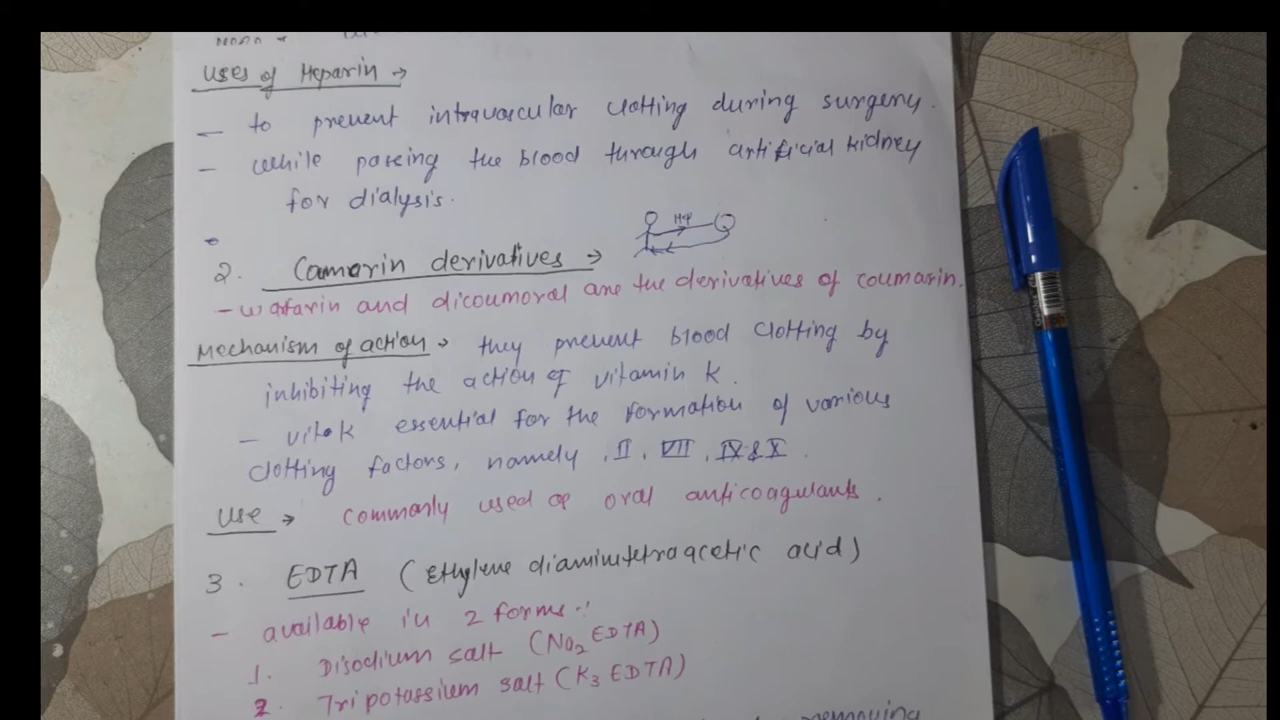 Uses of Heparin →
– to prevent intravascular clotting during surgery.
– while passing the blood through artificial kidney
for dialysis.
Hep
2. Coumarin derivatives →
– warfarin and dicoumoral are the derivatives of coumarin.
Mechanism of action → they prevent blood clotting by
inhibiting the action of vitamin K.
– vit. K essential for the formation of various
clotting factors, namely, II, VII, IX & X.
Use → commonly used as oral anticoagulants.
3. EDTA (Ethylene diaminetetraacetic acid)
– available in 2 forms :-
1. Disodium salt (Na2 EDTA)
2. Tripotassium salt (K3 EDTA)
removing